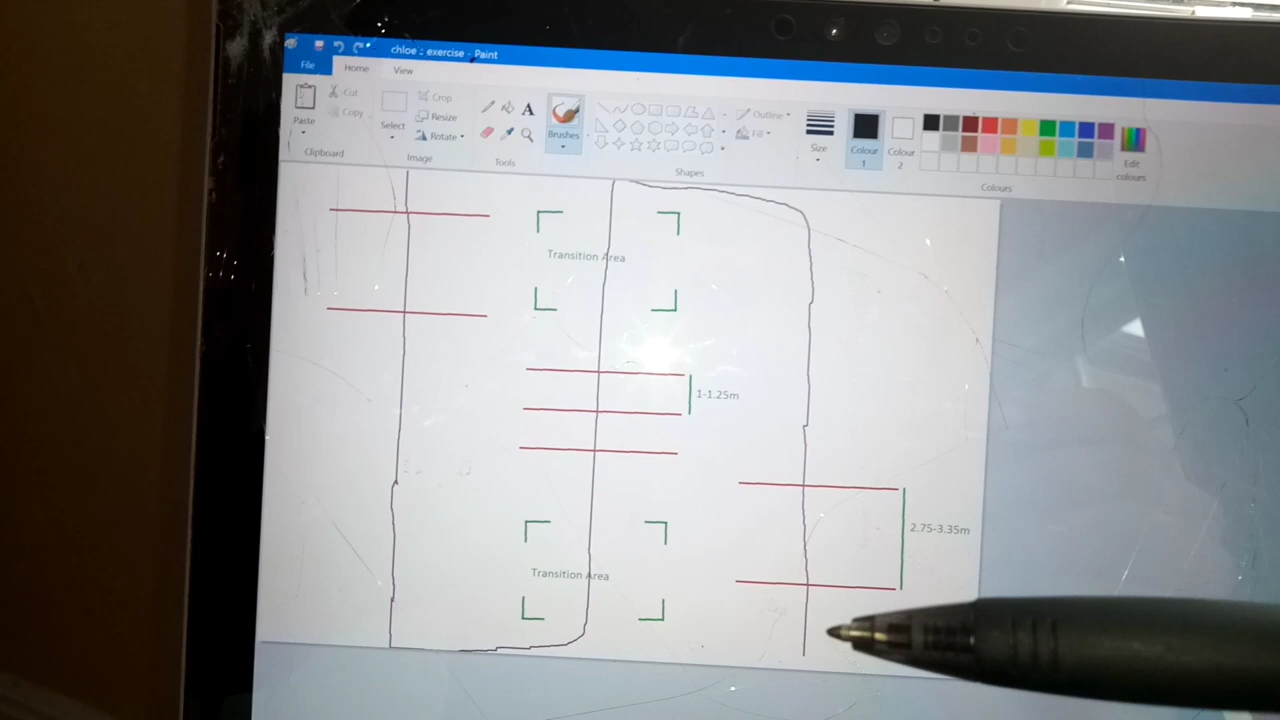 chloe : exercise - Paint
File
Home
View
Cut
Copy
Paste
Clipboard
Crop
Resize
Rotate
Select
Image
A
Tools
Brushes
Outline
Fill
Shapes
Size
Colour
1
Colour
2
Edit
colours
Colours
Transition Area
1-1.25m
2.75-3.35m
Transition Area